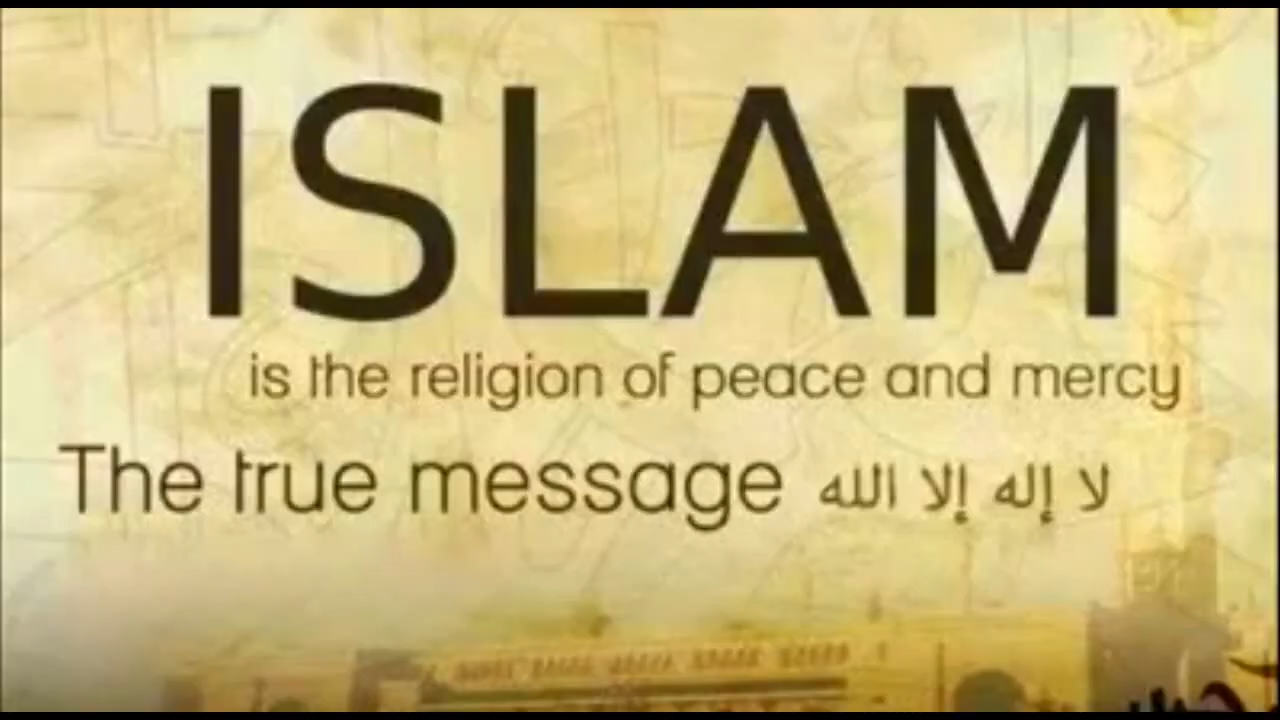 ISLAM
is the religion of peace and mercy
The true message لا إله إلا الله